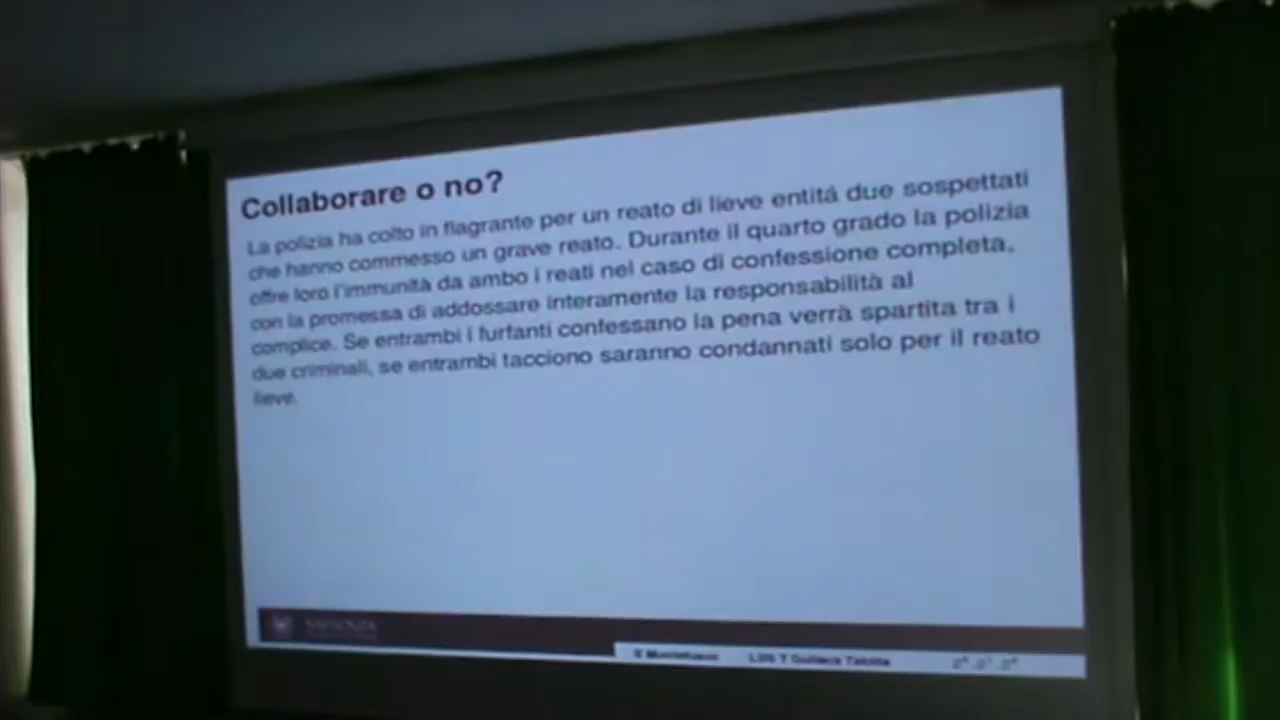 Collaborare o no?
La polizia ha colto in flagrante per un reato di lieve entitá due sospettati
che hanno commesso un grave reato. Durante il quarto grado la polizia
offre loro l'immunità da ambo i reati nel caso di confessione completa,
con la promessa di addossare interamente la responsabilità al
complice. Se entrambi i furfanti confessano la pena verrà spartita tra i
due criminali, se entrambi tacciono saranno condannati solo per il reato
lieve.
SAPIENZA